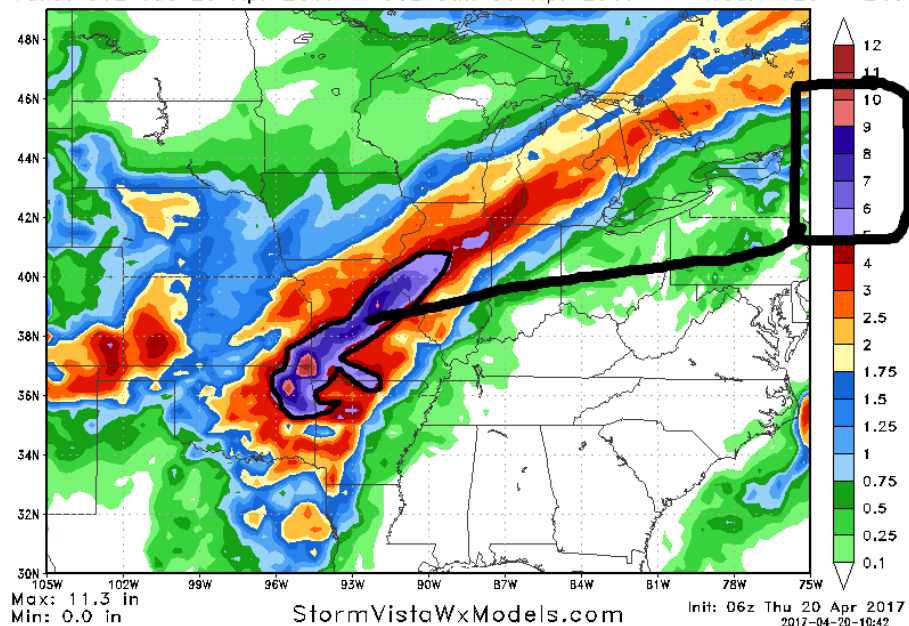 48N
46N
44N
42N
40N
38N
36N
34N
32N
30N
105W 102W 99W 96W 93W 90W 87W 84W 81W 78W 75W
12
11
10
9
8
7
6
5
4
3
2.5
2
1.75
1.5
1.25
1
0.75
0.5
0.25
0.1
Max: 11.3 in
Min: 0.0 in
StormVistaWxModels.com
Init: 06z Thu 20 Apr 2017
2017-04-20-10:42